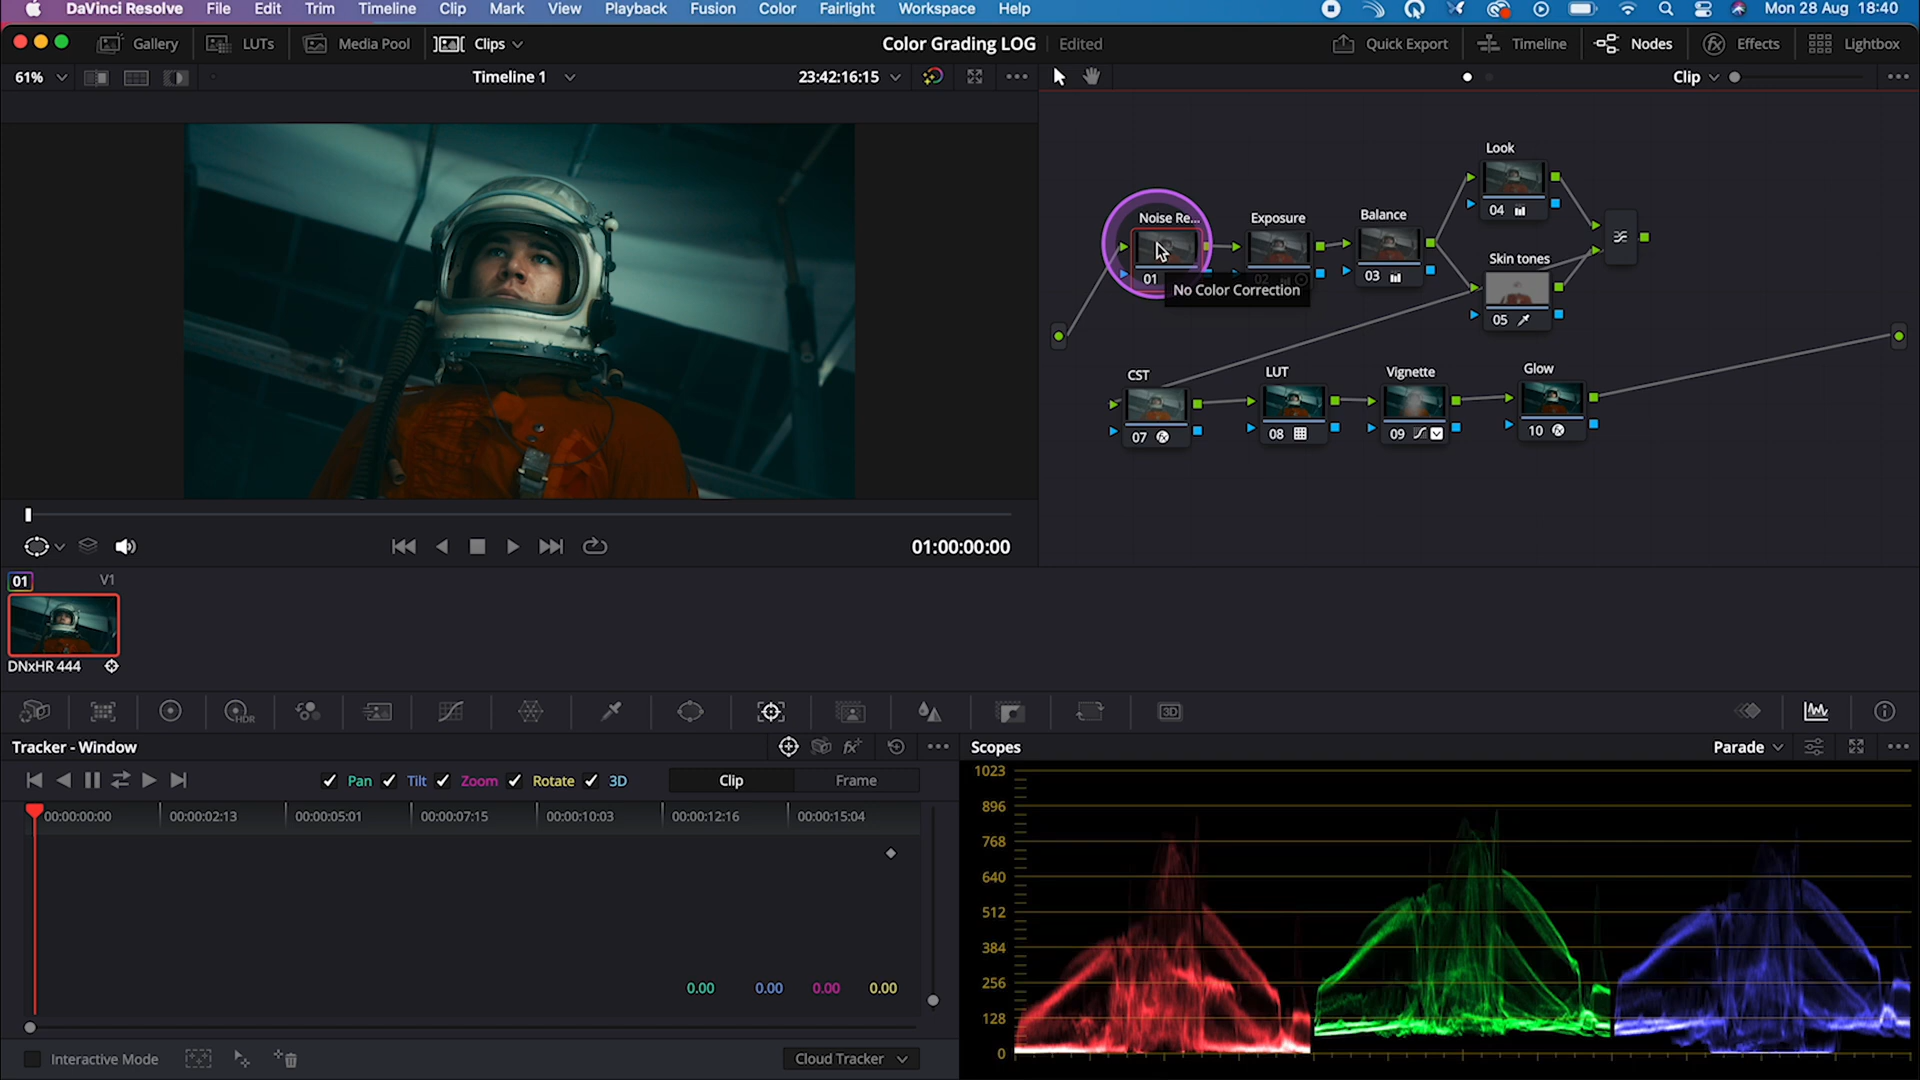 DaVinci Resolve File Edit Trim Timeline Clip Mark View Playback Fusion Color Fairlight Workspace Help Mon 28 Aug 18:40
Gallery LUTs Media Pool Clips Color Grading LOG Edited Quick Export Timeline Nodes Effects Lightbox
61% Timeline 1 23:42:16:15 Clip
Look
04
Noise Re... Exposure Balance
01 02 03
No Color Correction
Skin tones
05
CST LUT Vignette Glow
07 08 09 10
01:00:00:00
01 V1
DNxHR 444
HDR 3D
Tracker - Window
Pan Tilt Zoom Rotate 3D Clip Frame
00:00:00:00 00:00:02:13 00:00:05:01 00:00:07:15 00:00:10:03 00:00:12:16 00:00:15:04
0.00 0.00 0.00 0.00
Interactive Mode Cloud Tracker
Scopes Parade
1023
896
768
640
512
384
256
128
0